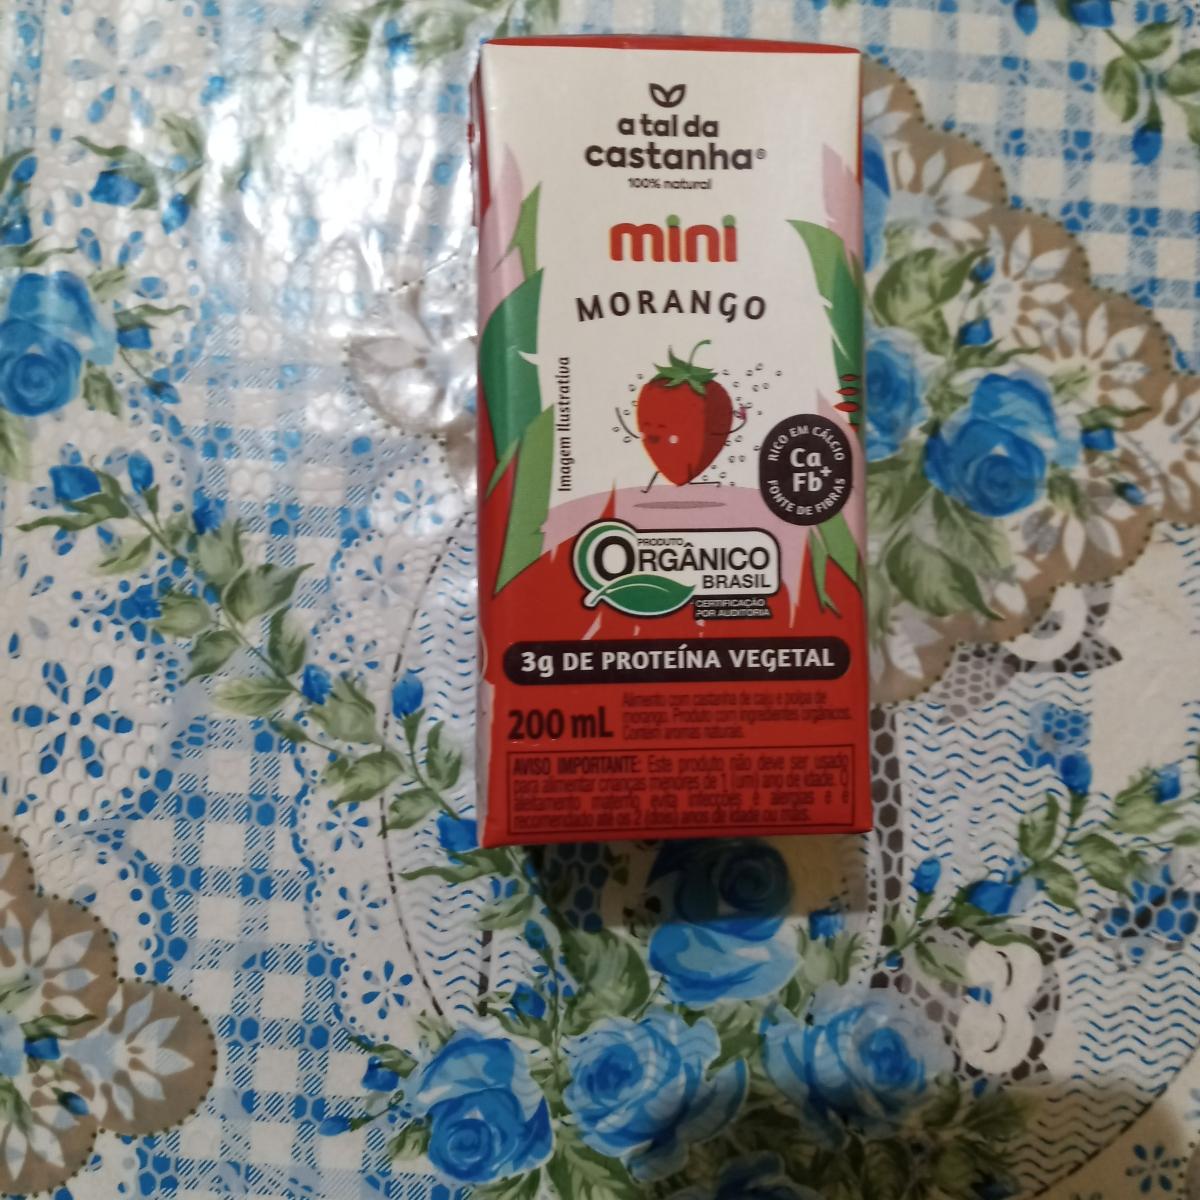 a tal da
castanha®
100% natural
mini
MORANGO
Imagem Ilustrativa
RICO EM CÁLCIO
Ca +
Fb
FONTE DE FIBRAS
PRODUTO
ORGÂNICO
BRASIL
CERTIFICAÇÃO
POR AUDITORIA
3g DE PROTEÍNA VEGETAL
200 mL
Alimento com castanha de caju e polpa de
morango. Produto com ingredientes orgânicos.
Contém aromas naturais.
AVISO IMPORTANTE: Este produto não deve ser usado
para alimentar crianças menores de 1 (um) ano de idade. O
aleitamento materno evita infecções e alergias e é
recomendado até os 2 (dois) anos de idade ou mais.